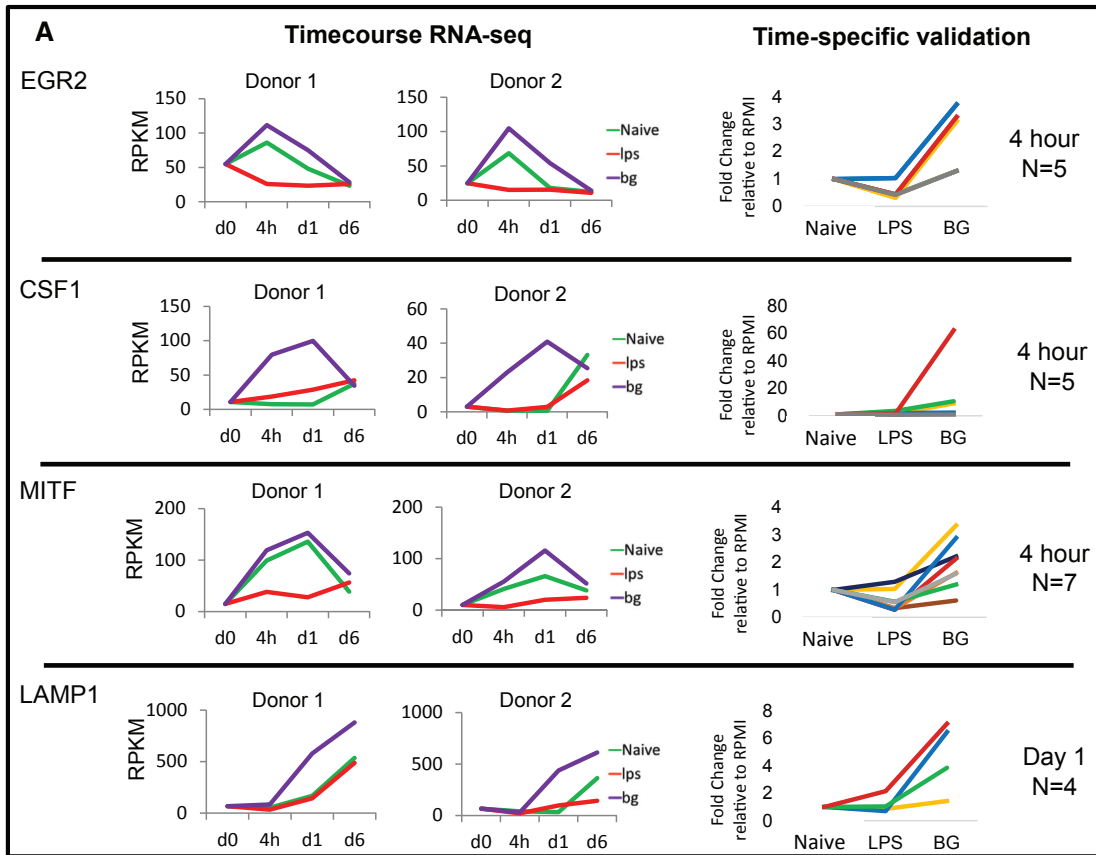 A
Timecourse RNA-seq
Time-specific validation
EGR2
Donor 1
RPKM
150
100
50
0
d0 4h d1 d6
Donor 2
150
100
50
0
d0 4h d1 d6
Naive
lps
bg
Fold Change
relative to RPMI
4
3
2
1
0
Naive LPS BG
4 hour
N=5
CSF1
Donor 1
RPKM
150
100
50
0
d0 4h d1 d6
Donor 2
60
40
20
0
d0 4h d1 d6
Naive
lps
bg
Fold Change
relative to RPMI
80
60
40
20
0
Naive LPS BG
4 hour
N=5
MITF
Donor 1
RPKM
200
100
0
d0 4h d1 d6
Donor 2
200
100
0
d0 4h d1 d6
Naive
lps
bg
Fold Change
relative to RPMI
4
3
2
1
0
Naive LPS BG
4 hour
N=7
LAMP1
Donor 1
RPKM
1000
500
0
d0 4h d1 d6
Donor 2
1000
500
0
d0 4h d1 d6
Naive
lps
bg
Fold Change
relative to RPMI
8
6
4
2
0
Naive LPS BG
Day 1
N=4